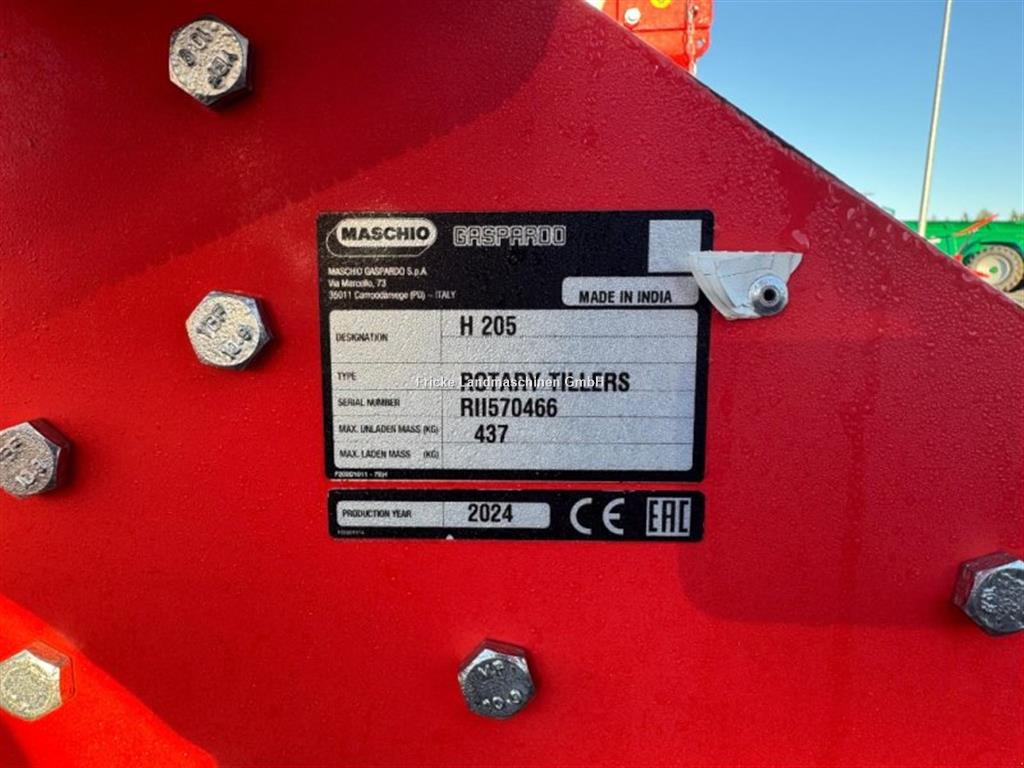 MASCHIO GASPARDO
MASCHIO GASPARDO S.p.A.
Via Marcello, 73
35011 Campodarsego (PD) – ITALY
MADE IN INDIA
DESIGNATION H 205
TYPE ROTARY TILLERS
Fricke Landmaschinen GmbH
SERIAL NUMBER RII570466
MAX. UNLADEN MASS (KG) 437
MAX. LADEN MASS (KG)
PRODUCTION YEAR 2024 CE EAC
10.9